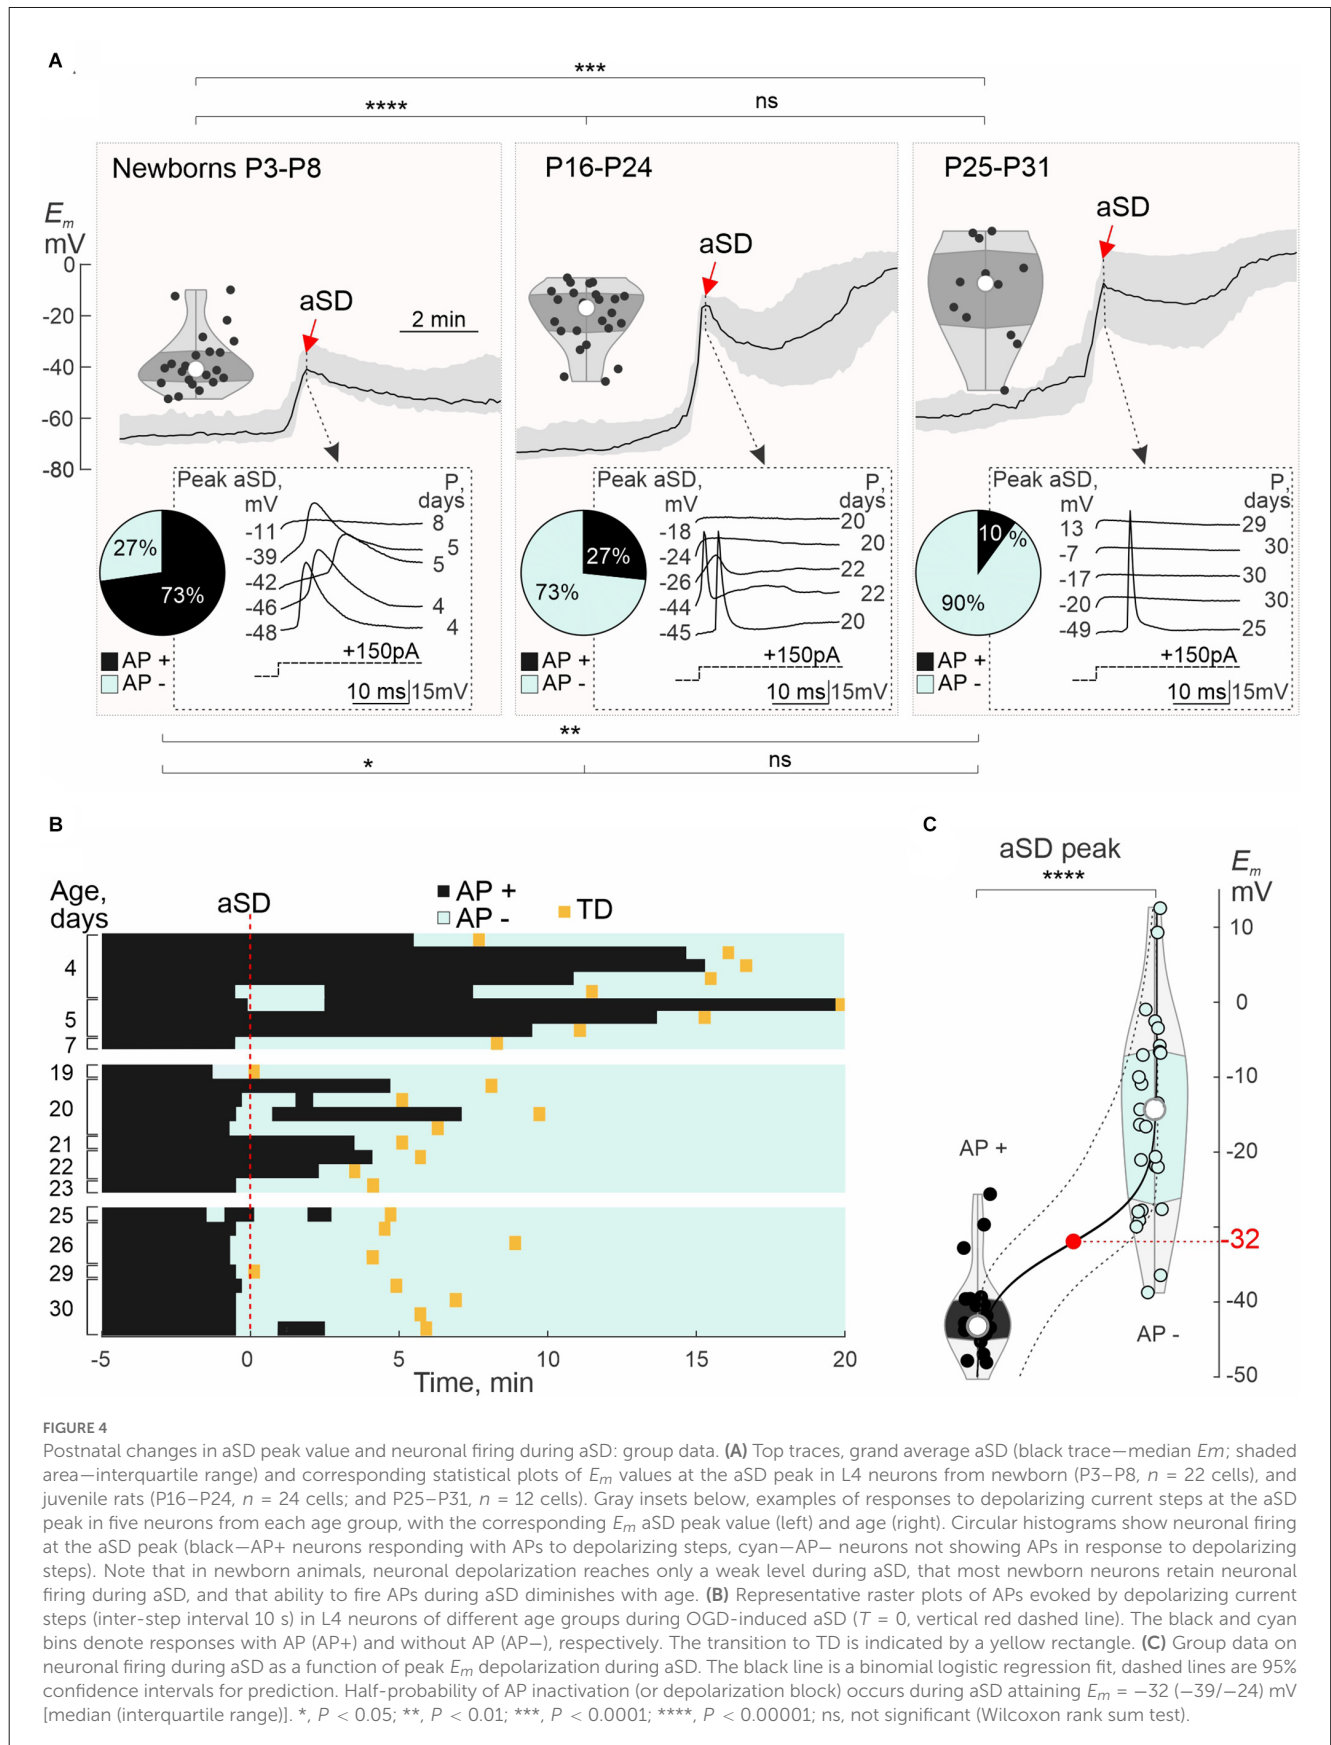 A
***
****
ns
Newborns P3-P8
P16-P24
P25-P31
Em
mV
0
-20
-40
-60
-80
aSD
2 min
aSD
aSD
Peak aSD,
mV
P,
days
-11
-39
-42
-46
-48
8
5
5
4
4
+150pA
10 ms
15mV
27%
73%
AP +
AP -
Peak aSD,
mV
P,
days
-18
-24
-26
-44
-45
20
20
22
22
20
+150pA
10 ms
15mV
27%
73%
AP +
AP -
Peak aSD,
mV
P,
days
13
-7
-17
-20
-49
29
30
30
30
25
+150pA
10 ms
15mV
10 %
90%
AP +
AP -
**
*
ns
B
Age,
days
aSD
AP +
AP -
TD
4
5
7
19
20
21
22
23
25
26
29
30
-5 0 5 10 15 20
Time, min
C
aSD peak
****
Em
mV
10
0
-10
-20
-32
-40
-50
AP +
AP -
FIGURE 4
Postnatal changes in aSD peak value and neuronal firing during aSD: group data. (A) Top traces, grand average aSD (black trace—median Em; shaded
area—interquartile range) and corresponding statistical plots of Em values at the aSD peak in L4 neurons from newborn (P3–P8, n = 22 cells), and
juvenile rats (P16–P24, n = 24 cells; and P25–P31, n = 12 cells). Gray insets below, examples of responses to depolarizing current steps at the aSD
peak in five neurons from each age group, with the corresponding Em aSD peak value (left) and age (right). Circular histograms show neuronal firing
at the aSD peak (black—AP+ neurons responding with APs to depolarizing steps, cyan—AP− neurons not showing APs in response to depolarizing
steps). Note that in newborn animals, neuronal depolarization reaches only a weak level during aSD, that most newborn neurons retain neuronal
firing during aSD, and that ability to fire APs during aSD diminishes with age. (B) Representative raster plots of APs evoked by depolarizing current
steps (inter-step interval 10 s) in L4 neurons of different age groups during OGD-induced aSD (T = 0, vertical red dashed line). The black and cyan
bins denote responses with AP (AP+) and without AP (AP−), respectively. The transition to TD is indicated by a yellow rectangle. (C) Group data on
neuronal firing during aSD as a function of peak Em depolarization during aSD. The black line is a binomial logistic regression fit, dashed lines are 95%
confidence intervals for prediction. Half-probability of AP inactivation (or depolarization block) occurs during aSD attaining Em = −32 (−39/−24) mV
[median (interquartile range)]. *, P < 0.05; **, P < 0.01; ***, P < 0.0001; ****, P < 0.00001; ns, not significant (Wilcoxon rank sum test).